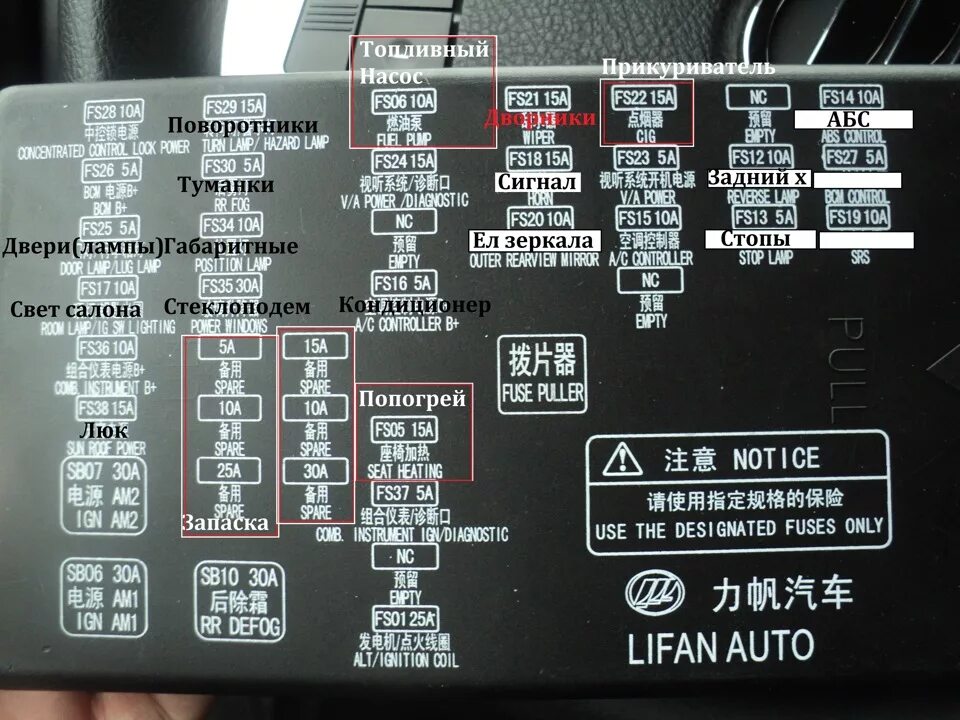 Топливный
Насос
FS06 10A
燃油泵
FUEL PUMP
Прикуриватель
FS22 15A
点烟器
CIG
FS28 10A
中控锁电源
CONCENTRATED CONTROL LOCK POWER
FS29 15A
Поворотники
TURN LAMP/ HAZARD LAMP
FS21 15A
Дворники
WIPER
NC
预留
EMPTY
FS14 10A
АБС
ABS CONTROL
FS26 5A
BCM 电源B+
BCM B+
FS30 5A
Туманки
RR FOG
FS24 15A
视听系统/诊断口
V/A POWER /DIAGNOSTIC
FS18 15A
Сигнал
HORN
FS23 5A
视听系统开机电源
V/A POWER
FS12 10A
Задний х
REVERSE LAMP
FS27 5A
BCM CONTROL
FS25 5A
Двери(лампы)
DOOR LAMP/LUG LAMP
FS34 10A
Габаритные
POSITION LAMP
NC
预留
EMPTY
FS20 10A
Ел зеркала
OUTER REARVIEW MIRROR
FS15 10A
空调控制器
A/C CONTROLLER
FS13 5A
Стопы
STOP LAMP
FS19 10A
SRS
FS17 10A
Свет салона
ROOM LAMP/IG SW LIGHTING
FS35 30A
Стеклоподем
POWER WINDOWS
FS16 5A
Кондиционер
A/C CONTROLLER B+
NC
预留
EMPTY
FS36 10A
组合仪表电源B+
COMB. INSTRUMENT B+
5A
备用
SPARE
15A
备用
SPARE
拨片器
FUSE PULLER
PULL
FS38 15A
Люк
SUN ROOF POWER
10A
备用
SPARE
10A
备用
SPARE
Попогрей
FS05 15A
座椅加热
SEAT HEATING
SB07 30A
电源 AM2
IGN AM2
25A
备用
SPARE
Запаска
30A
备用
SPARE
FS37 5A
组合仪表/诊断口
COMB. INSTRUMENT IGN/DIAGNOSTIC
注意 NOTICE
请使用指定规格的保险
USE THE DESIGNATED FUSES ONLY
SB06 30A
电源 AM1
IGN AM1
SB10 30A
后除霜
RR DEFOG
NC
预留
EMPTY
FS01 25A
发电机/点火线圈
ALT/IGNITION COIL
力帆汽车
LIFAN AUTO